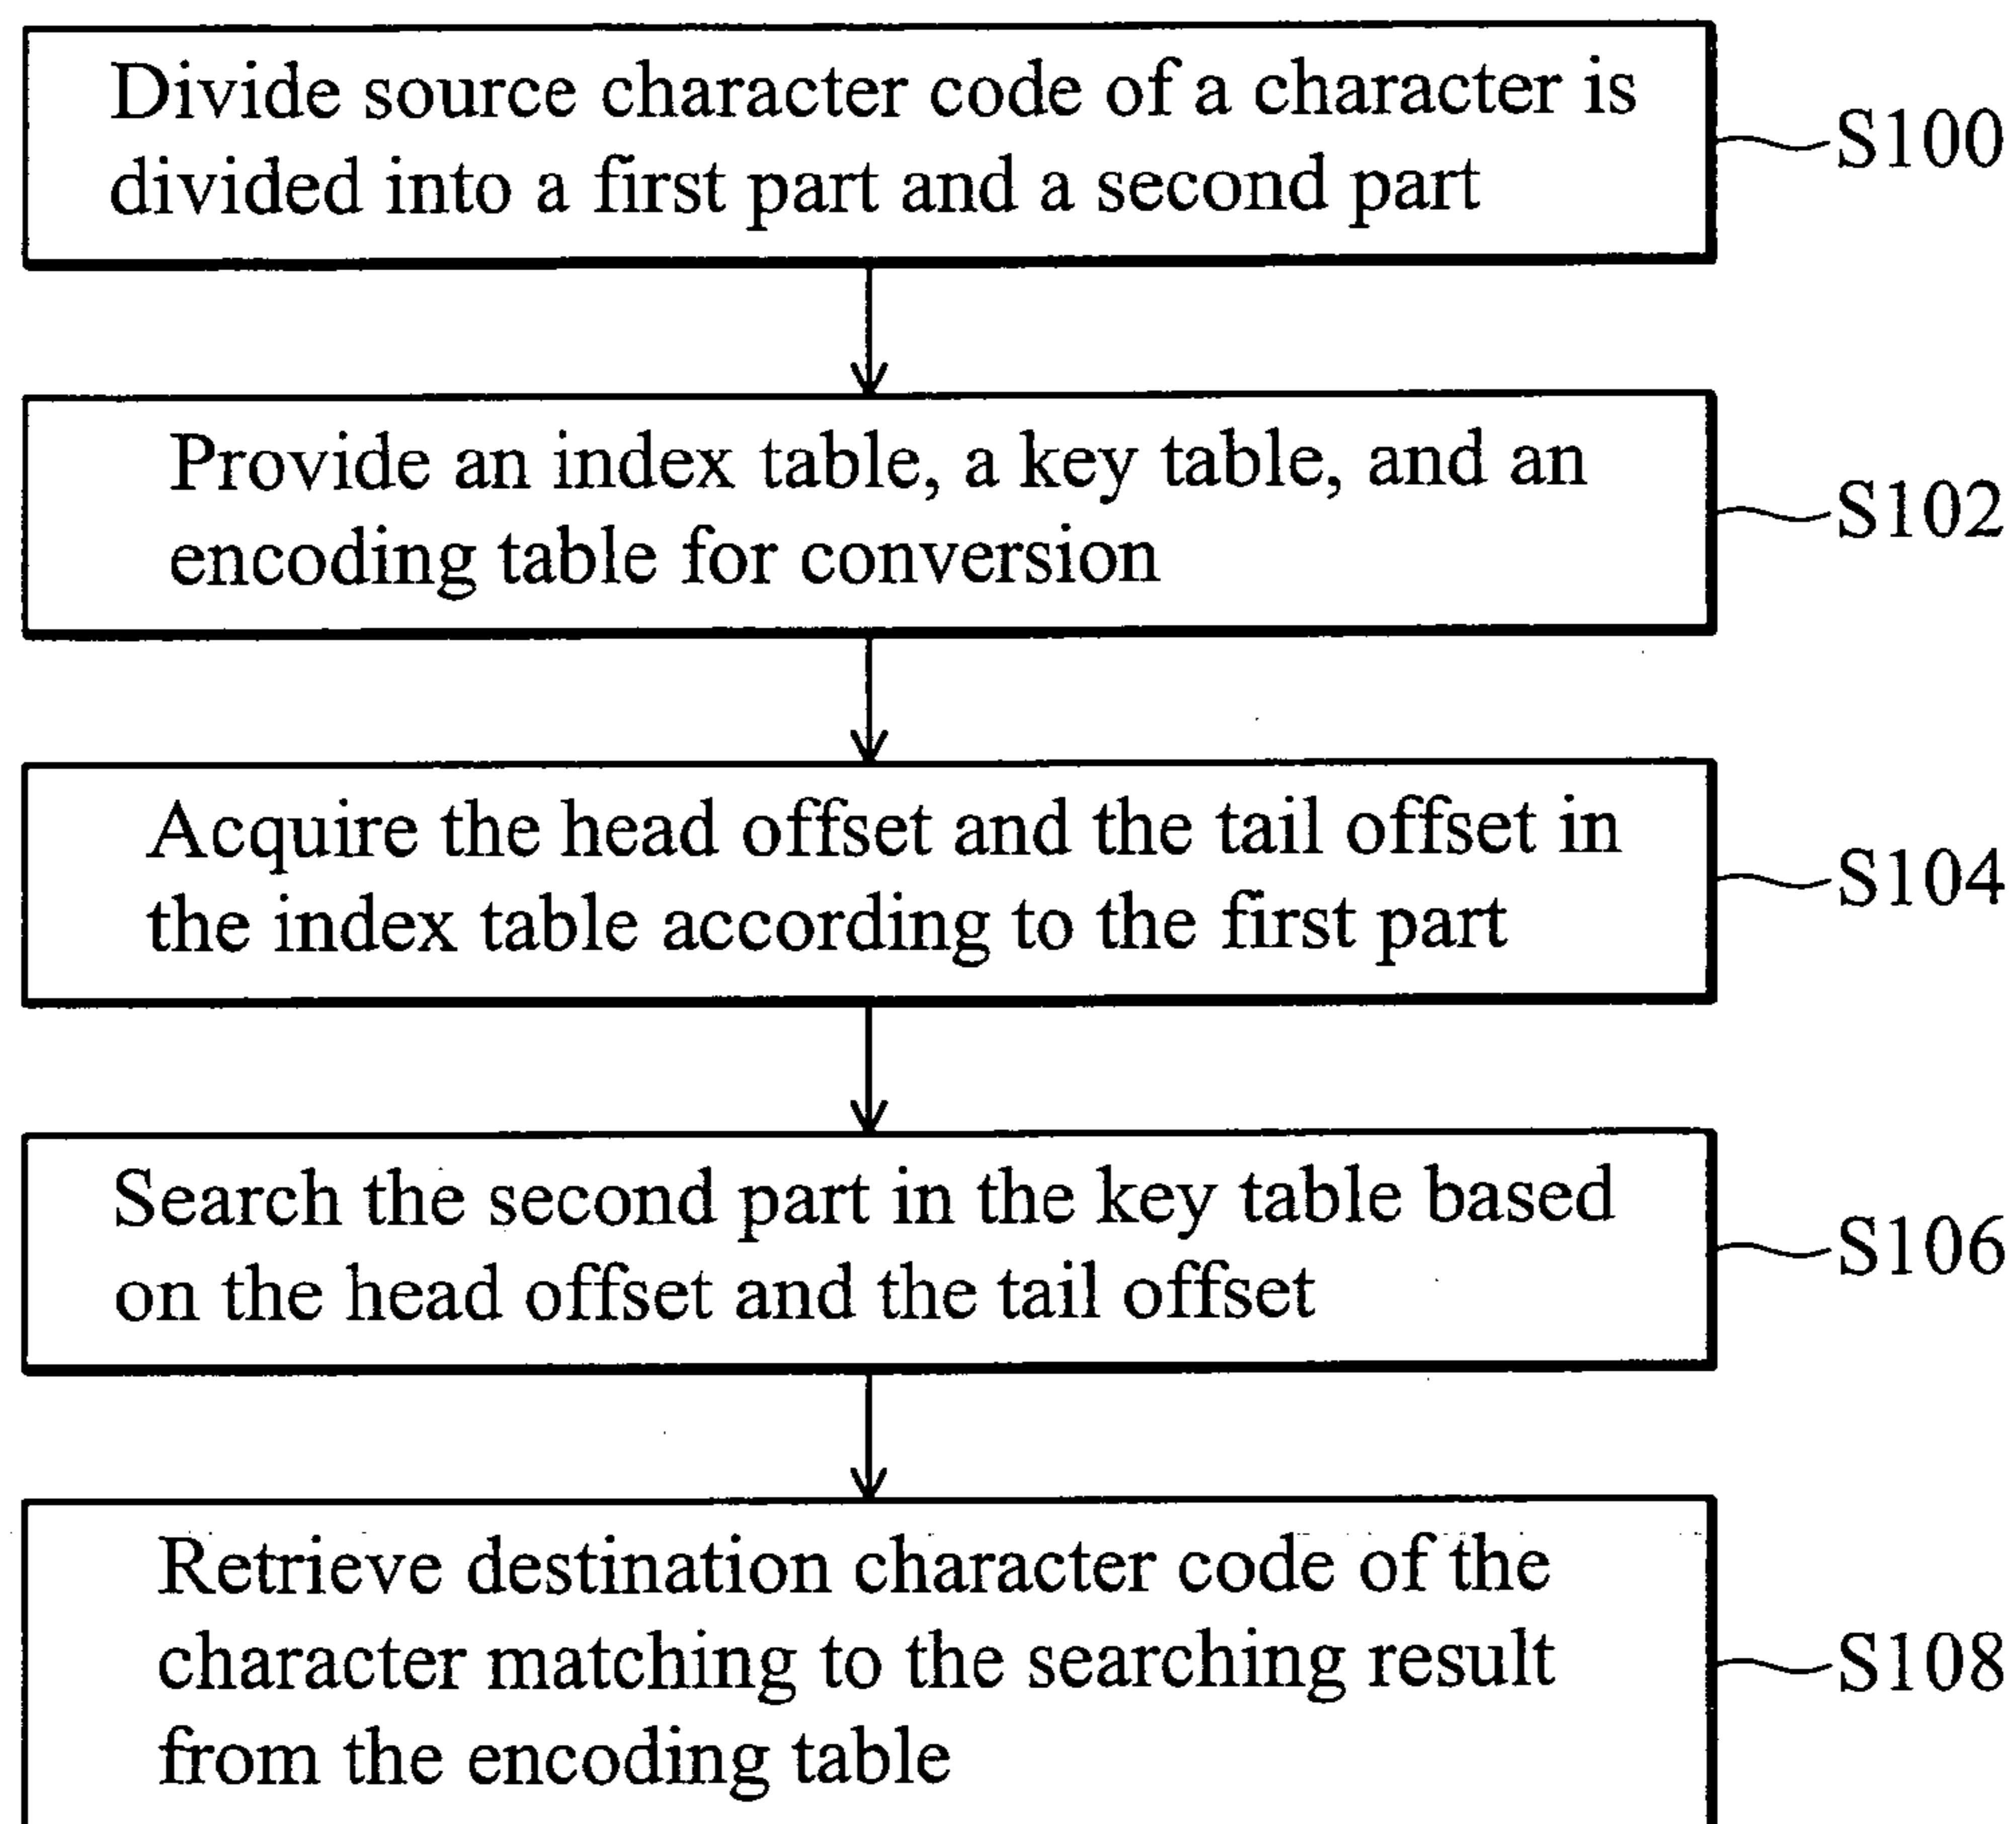 Divide source character code of a character is
divided into a first part and a second part
S100
Provide an index table, a key table, and an
encoding table for conversion
S102
Acquire the head offset and the tail offset in
the index table according to the first part
S104
Search the second part in the key table based
on the head offset and the tail offset
S106
Retrieve destination character code of the
character matching to the searching result
from the encoding table
S108